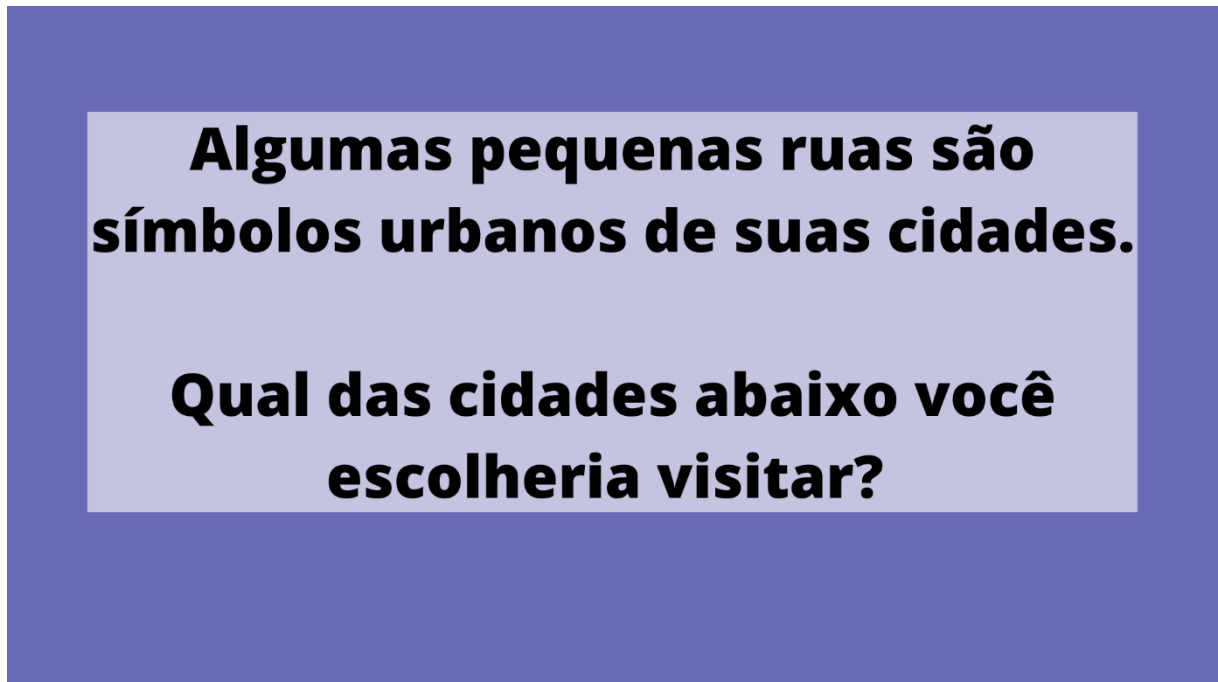 Algumas pequenas ruas são
símbolos urbanos de suas cidades.
Qual das cidades abaixo você
escolheria visitar?